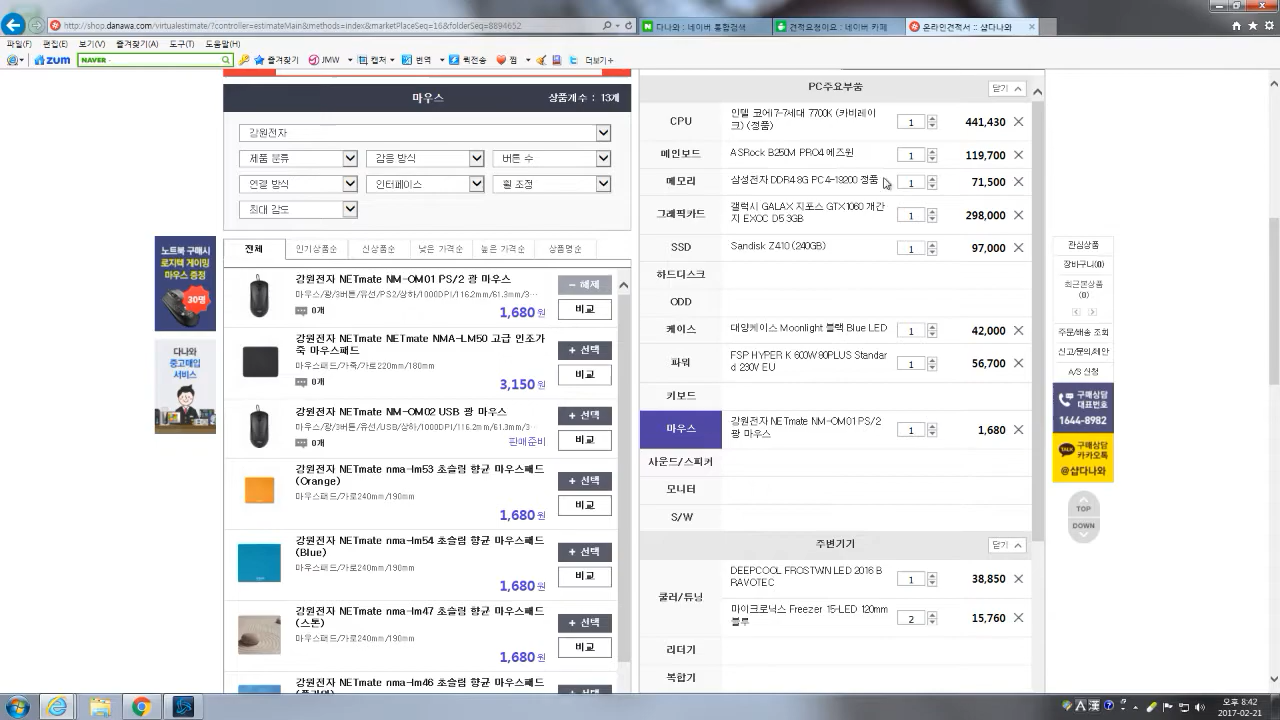 http://shop.danawa.com/virtualestimate/?controller=estimateMain&methods=index&marketPlaceSeq=16&folderSeq=8894652
다나와 : 네이버 통합검색
견적요청이요 : 네이버 카페
온라인견적서 :: 샵다나와
파일(F) 편집(E) 보기(V) 즐겨찾기(A) 도구(T) 도움말(H)
zum NAVER 즐겨찾기 JMW 캡처 번역 퀵전송 찜 더보기+
마우스 상품개수 : 13개
강원전자
제품 분류 감응 방식 버튼 수
연결 방식 인터페이스 휠 조정
최대 감도
전체 인기상품순 신상품순 낮은 가격순 높은 가격순 상품명순
강원전자 NETmate NM-OM01 PS/2 광 마우스
마우스/광/3버튼/유선/PS2/상하/1000DPI/116.2mm/61.3mm/3…
0개
1,680 원
- 해제
비교
강원전자 NETmate NETmate NMA-LM50 고급 인조가
죽 마우스패드
마우스패드/가죽/가로220mm/180mm
0개
3,150 원
+ 선택
비교
강원전자 NETmate NM-OM02 USB 광 마우스
마우스/광/3버튼/유선/USB/상하/1000DPI/116.2mm/61.3mm/3…
0개
판매준비
+ 선택
비교
강원전자 NETmate nma-lm53 초슬림 향균 마우스패드
(Orange)
마우스패드/가로240mm/190mm
1,680 원
+ 선택
비교
강원전자 NETmate nma-lm54 초슬림 향균 마우스패드
(Blue)
마우스패드/가로240mm/190mm
1,680 원
+ 선택
비교
강원전자 NETmate nma-lm47 초슬림 향균 마우스패드
(스톤)
마우스패드/가로240mm/190mm
1,680 원
+ 선택
비교
강원전자 NETmate nma-lm46 초슬림 향균 마우스패드
PC주요부품 닫기
CPU 인텔 코어i7-7세대 7700K (카비레이
크) (정품) 1 441,430
메인보드 ASRock B250M PRO4 에즈윈 1 119,700
메모리 삼성전자 DDR4 8G PC4-19200 정품 1 71,500
그래픽카드 갤럭시 GALAX 지포스 GTX1060 개간
지 EXOC D5 3GB 1 298,000
SSD Sandisk Z410 (240GB) 1 97,000
하드디스크
ODD
케이스 대양케이스 Moonlight 블랙 Blue LED 1 42,000
파워 FSP HYPER K 600W 80PLUS Standar
d 230V EU 1 56,700
키보드
마우스 강원전자 NETmate NM-OM01 PS/2
광 마우스 1 1,680
사운드/스피커
모니터
S/W
주변기기 닫기
쿨러/튜닝 DEEPCOOL FROSTWIN LED 2016 B
RAVOTEC 1 38,850
마이크로닉스 Freezer 15-LED 120mm
블루 2 15,760
리더기
복합기
노트북 구매시
로지텍 게이밍
마우스 증정
30명
다나와
중고매입
서비스
관심상품
장바구니(0)
최근본상품
(0)
주문/배송 조회
신고/문의/제안
A/S 신청
구매상담
대표번호
1644-8982
구매상담
카카오톡
@샵다나와
TOP
DOWN
오후 8:42
2017-02-21